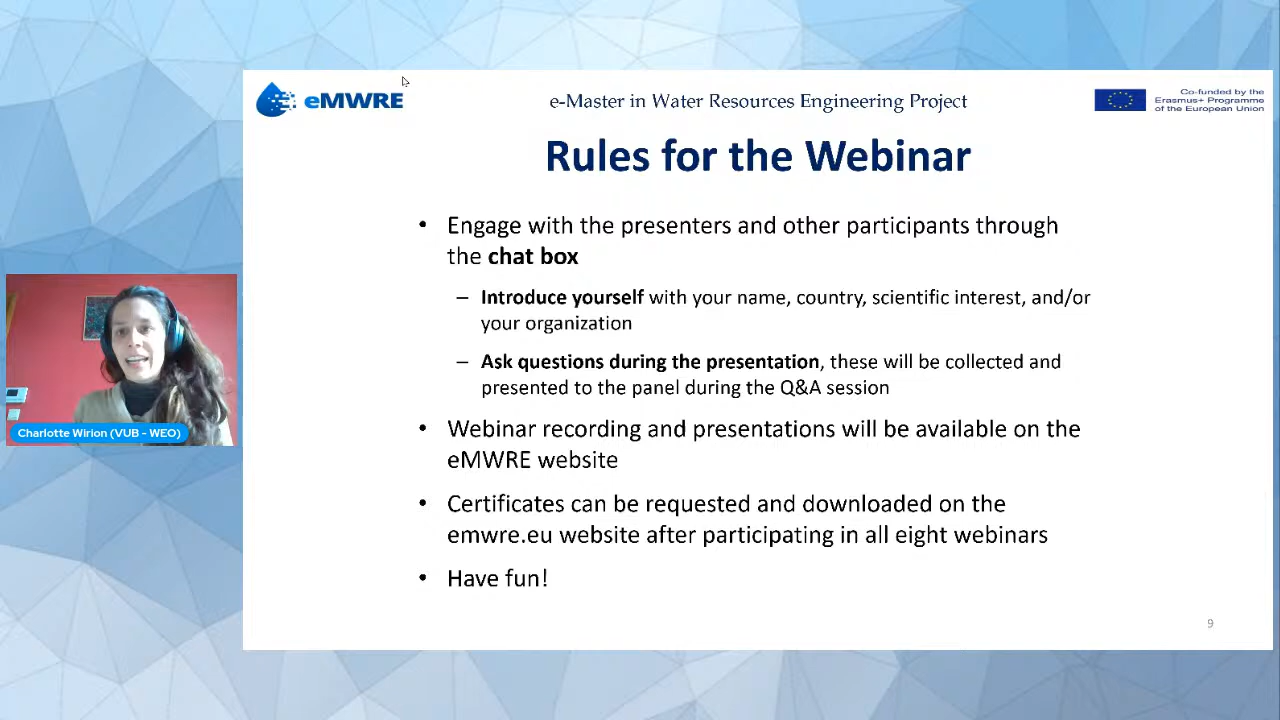 eMWRE
e-Master in Water Resources Engineering Project
Co-funded by the
Erasmus+ Programme
of the European Union
Rules for the Webinar
• Engage with the presenters and other participants through
the chat box
– Introduce yourself with your name, country, scientific interest, and/or
your organization
– Ask questions during the presentation, these will be collected and
presented to the panel during the Q&A session
• Webinar recording and presentations will be available on the
eMWRE website
• Certificates can be requested and downloaded on the
emwre.eu website after participating in all eight webinars
• Have fun!
9
Charlotte Wirion (VUB - WEO)